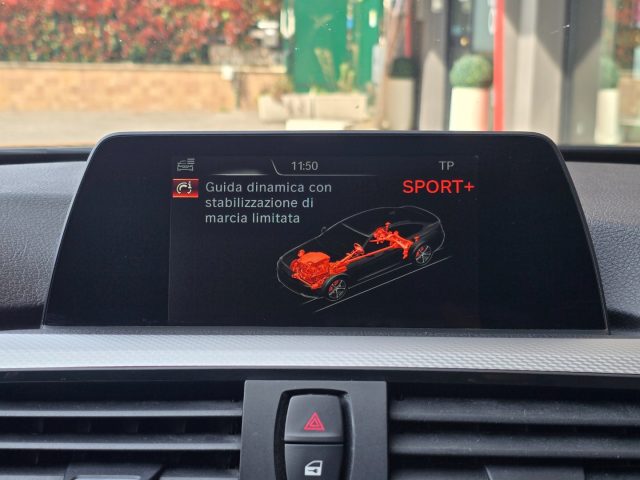 11:50
TP
Guida dinamica con
stabilizzazione di
marcia limitata
SPORT+